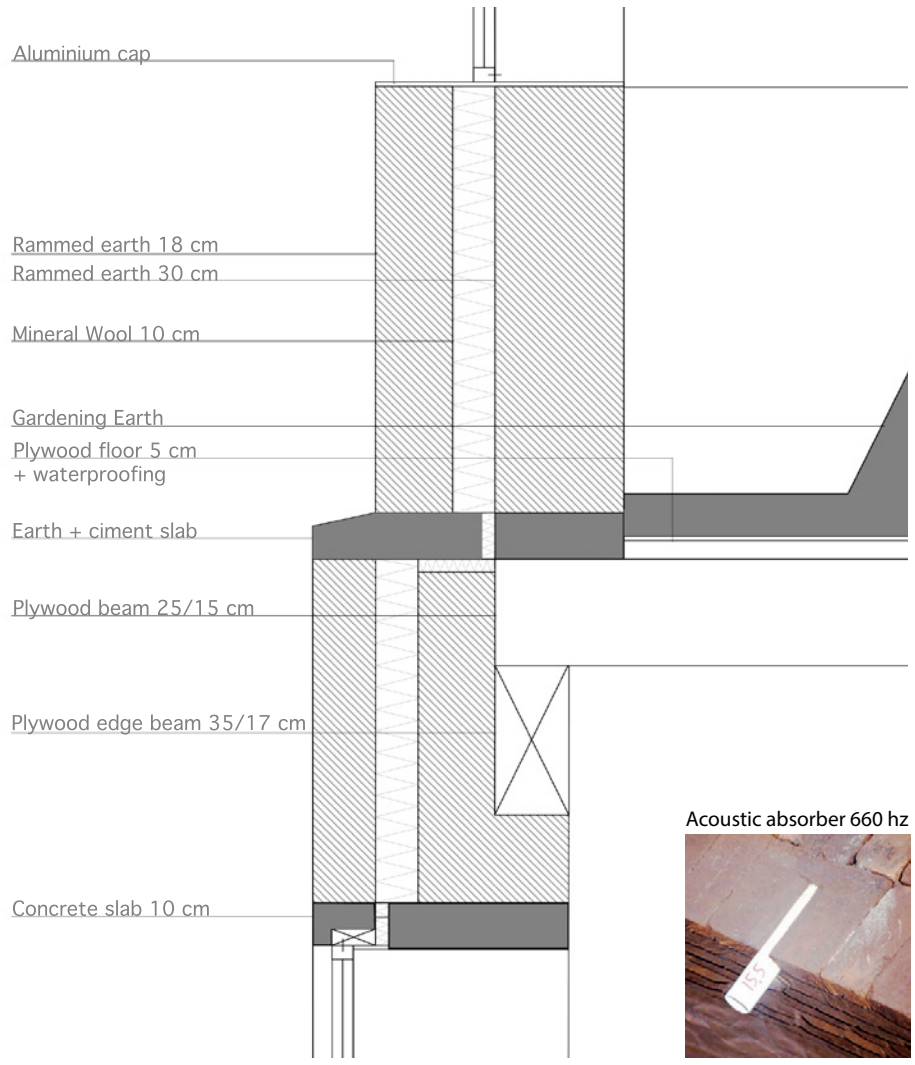 Aluminium cap
Rammed earth 18 cm
Rammed earth 30 cm
Mineral Wool 10 cm
Gardening Earth
Plywood floor 5 cm
+ waterproofing
Earth + ciment slab
Plywood beam 25/15 cm
Plywood edge beam 35/17 cm
Concrete slab 10 cm
Acoustic absorber 660 hz
15.5